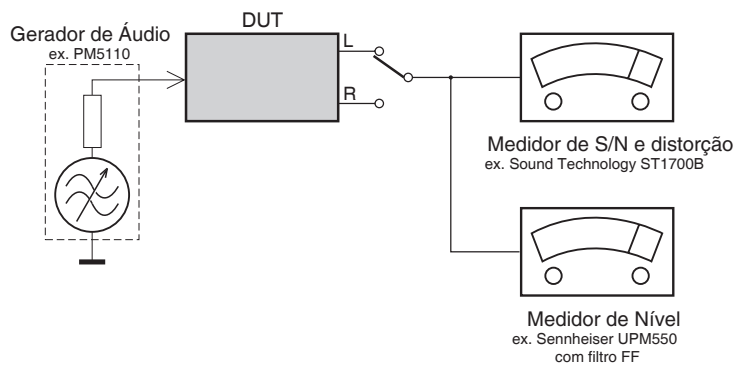 DUT
Gerador de Áudio
ex. PM5110
L
R
Medidor de S/N e distorção
ex. Sound Technology ST1700B
Medidor de Nível
ex. Sennheiser UPM550
com filtro FF